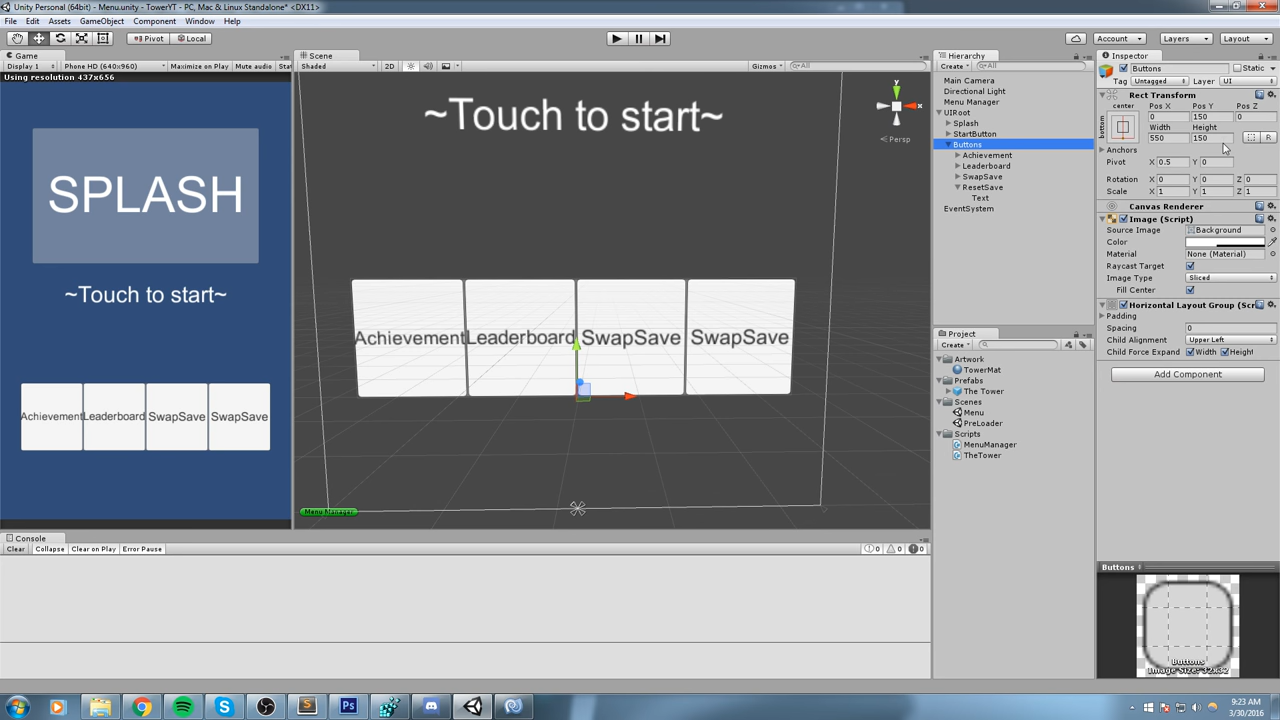 Unity Personal (64bit) - Menu.unity - TowerYT - PC, Mac & Linux Standalone* <DX11>
File Edit Assets GameObject Component Window Help
Pivot Local Account Layers Layout
Game
Display 1 Phone HD (640x960) Maximize on Play Mute audio Stat
Using resolution 437x656
SPLASH
~Touch to start~
Achievement Leaderboard SwapSave SwapSave
Scene
Shaded 2D Gizmos All
~Touch to start~
y
x
Persp
Achievement Leaderboard SwapSave SwapSave
Menu Manager
Hierarchy
Create All
Main Camera
Directional Light
Menu Manager
UIRoot
Splash
StartButton
Buttons
Achievement
Leaderboard
SwapSave
ResetSave
Text
EventSystem
Project
Create
Artwork
TowerMat
Prefabs
The Tower
Scenes
Menu
PreLoader
Scripts
MenuManager
TheTower
Inspector
Buttons Static
Tag Untagged Layer UI
Rect Transform
center Pos X Pos Y Pos Z
bottom 0 150 0
Width Height
550 150 R
Anchors
Pivot X 0.5 Y 0
Rotation X 0 Y 0 Z 0
Scale X 1 Y 1 Z 1
Canvas Renderer
Image (Script)
Source Image Background
Color
Material None (Material)
Raycast Target
Image Type Sliced
Fill Center
Horizontal Layout Group (Scr
Padding
Spacing 0
Child Alignment Upper Left
Child Force Expand Width Height
Add Component
Buttons
Buttons
Image Size: 32x32
Console
Clear Collapse Clear on Play Error Pause 0 0 0
9:23 AM
3/30/2016